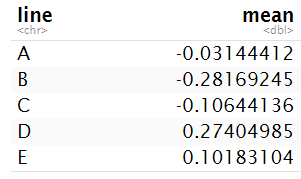 line mean
<chr> <dbl>
A -0.03144412
B -0.28169245
C -0.10644136
D 0.27404985
E 0.10183104